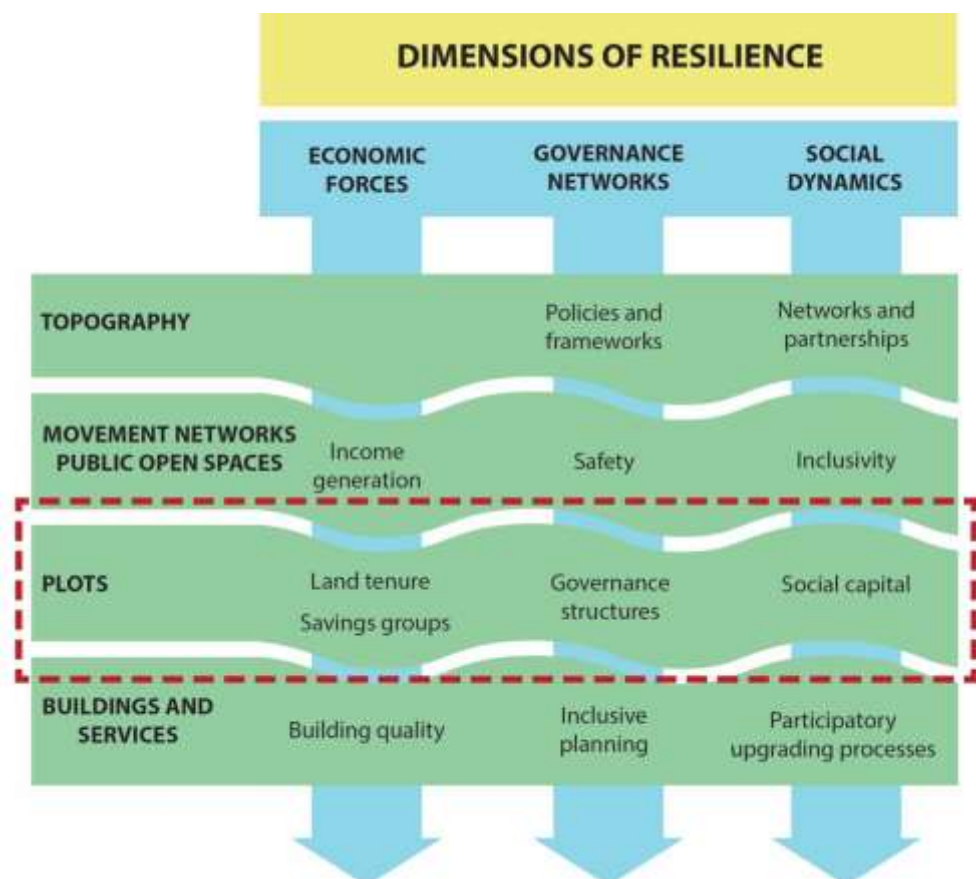 DIMENSIONS OF RESILIENCE
ECONOMIC
FORCES
GOVERNANCE
NETWORKS
SOCIAL
DYNAMICS
TOPOGRAPHY
Policies and
frameworks
Networks and
partnerships
MOVEMENT NETWORKS
PUBLIC OPEN SPACES
Income
generation
Safety
Inclusivity
PLOTS
Land tenure
Savings groups
Governance
structures
Social capital
BUILDINGS AND
SERVICES
Building quality
Inclusive
planning
Participatory
upgrading processes